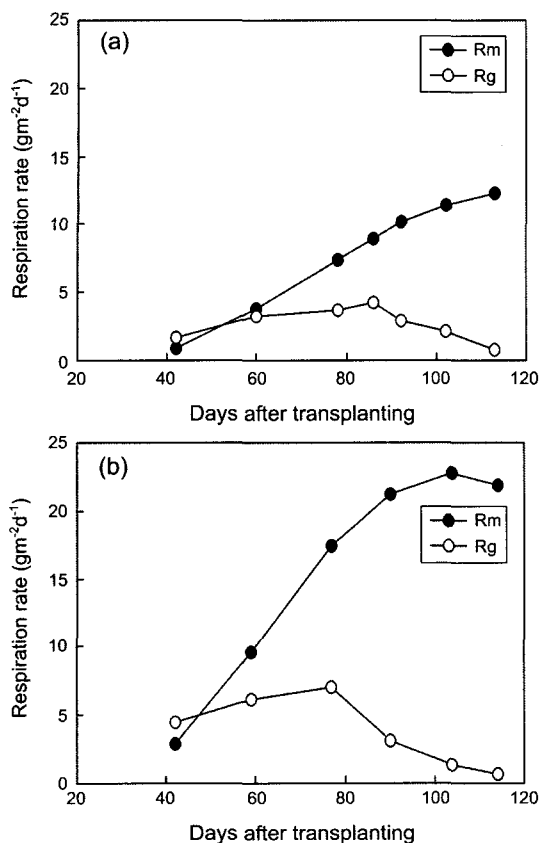 (a)
Rm
Rg
25
20
15
10
5
0
Respiration rate (gm⁻²d⁻¹)
20 40 60 80 100 120
Days after transplanting
(b)
Rm
Rg
25
20
15
10
5
0
Respiration rate (gm⁻²d⁻¹)
20 40 60 80 100 120
Days after transplanting